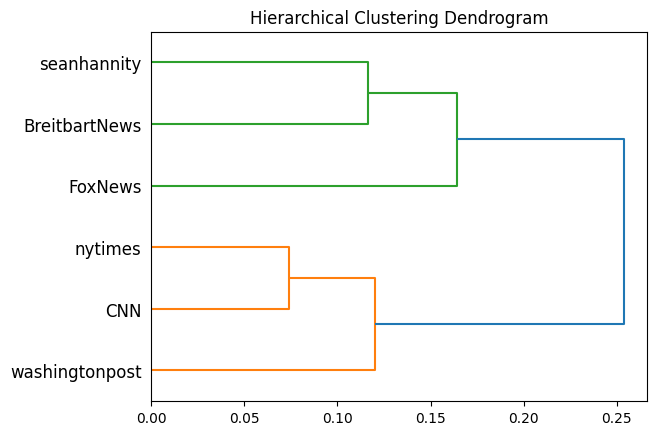 Hierarchical Clustering Dendrogram
seanhannity
BreitbartNews
FoxNews
nytimes
CNN
washingtonpost
0.00 0.05 0.10 0.15 0.20 0.25